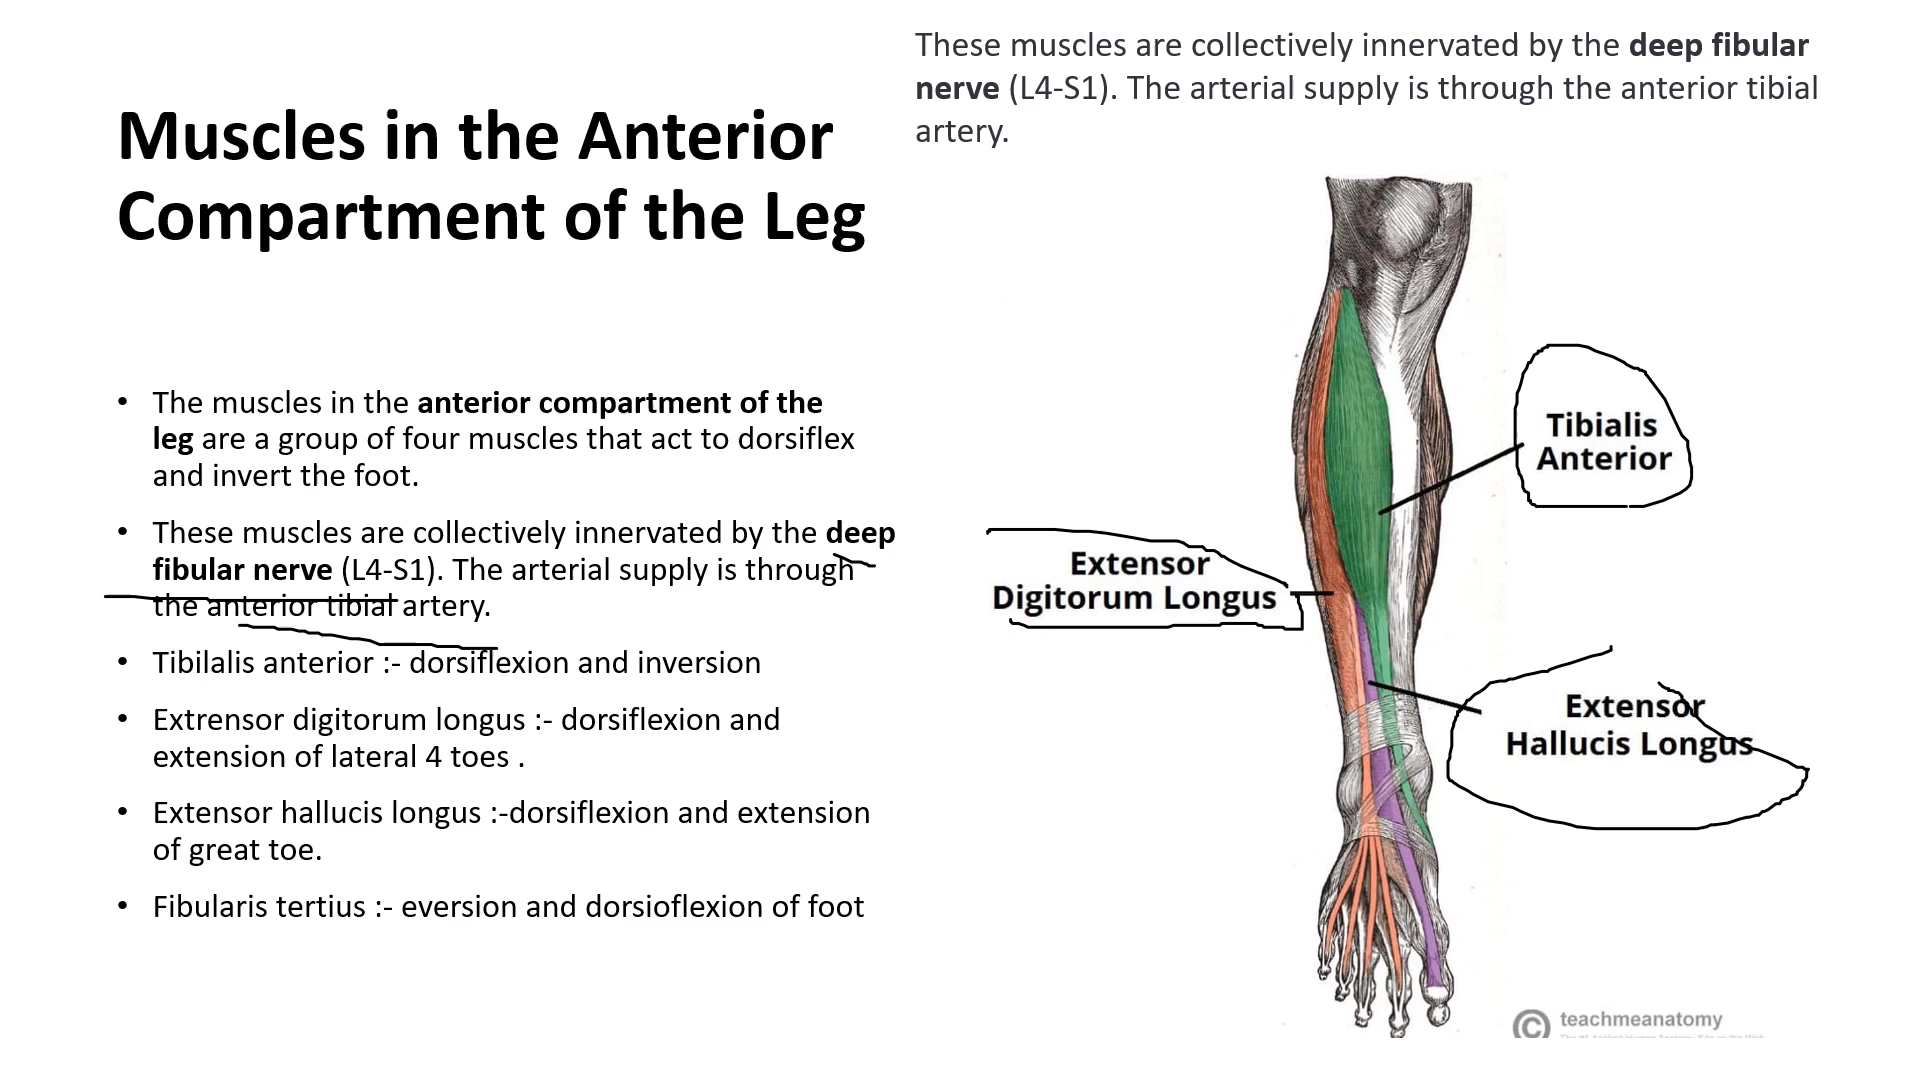 These muscles are collectively innervated by the deep fibular
nerve (L4-S1). The arterial supply is through the anterior tibial
artery.
Muscles in the Anterior
Compartment of the Leg
• The muscles in the anterior compartment of the
leg are a group of four muscles that act to dorsiflex
and invert the foot.
• These muscles are collectively innervated by the deep
fibular nerve (L4-S1). The arterial supply is through
the anterior tibial artery.
• Tibilalis anterior :- dorsiflexion and inversion
• Extrensor digitorum longus :- dorsiflexion and
extension of lateral 4 toes .
• Extensor hallucis longus :-dorsiflexion and extension
of great toe.
• Fibularis tertius :- eversion and dorsioflexion of foot
Tibialis
Anterior
Extensor
Digitorum Longus
Extensor
Hallucis Longus
© teachmeanatomy